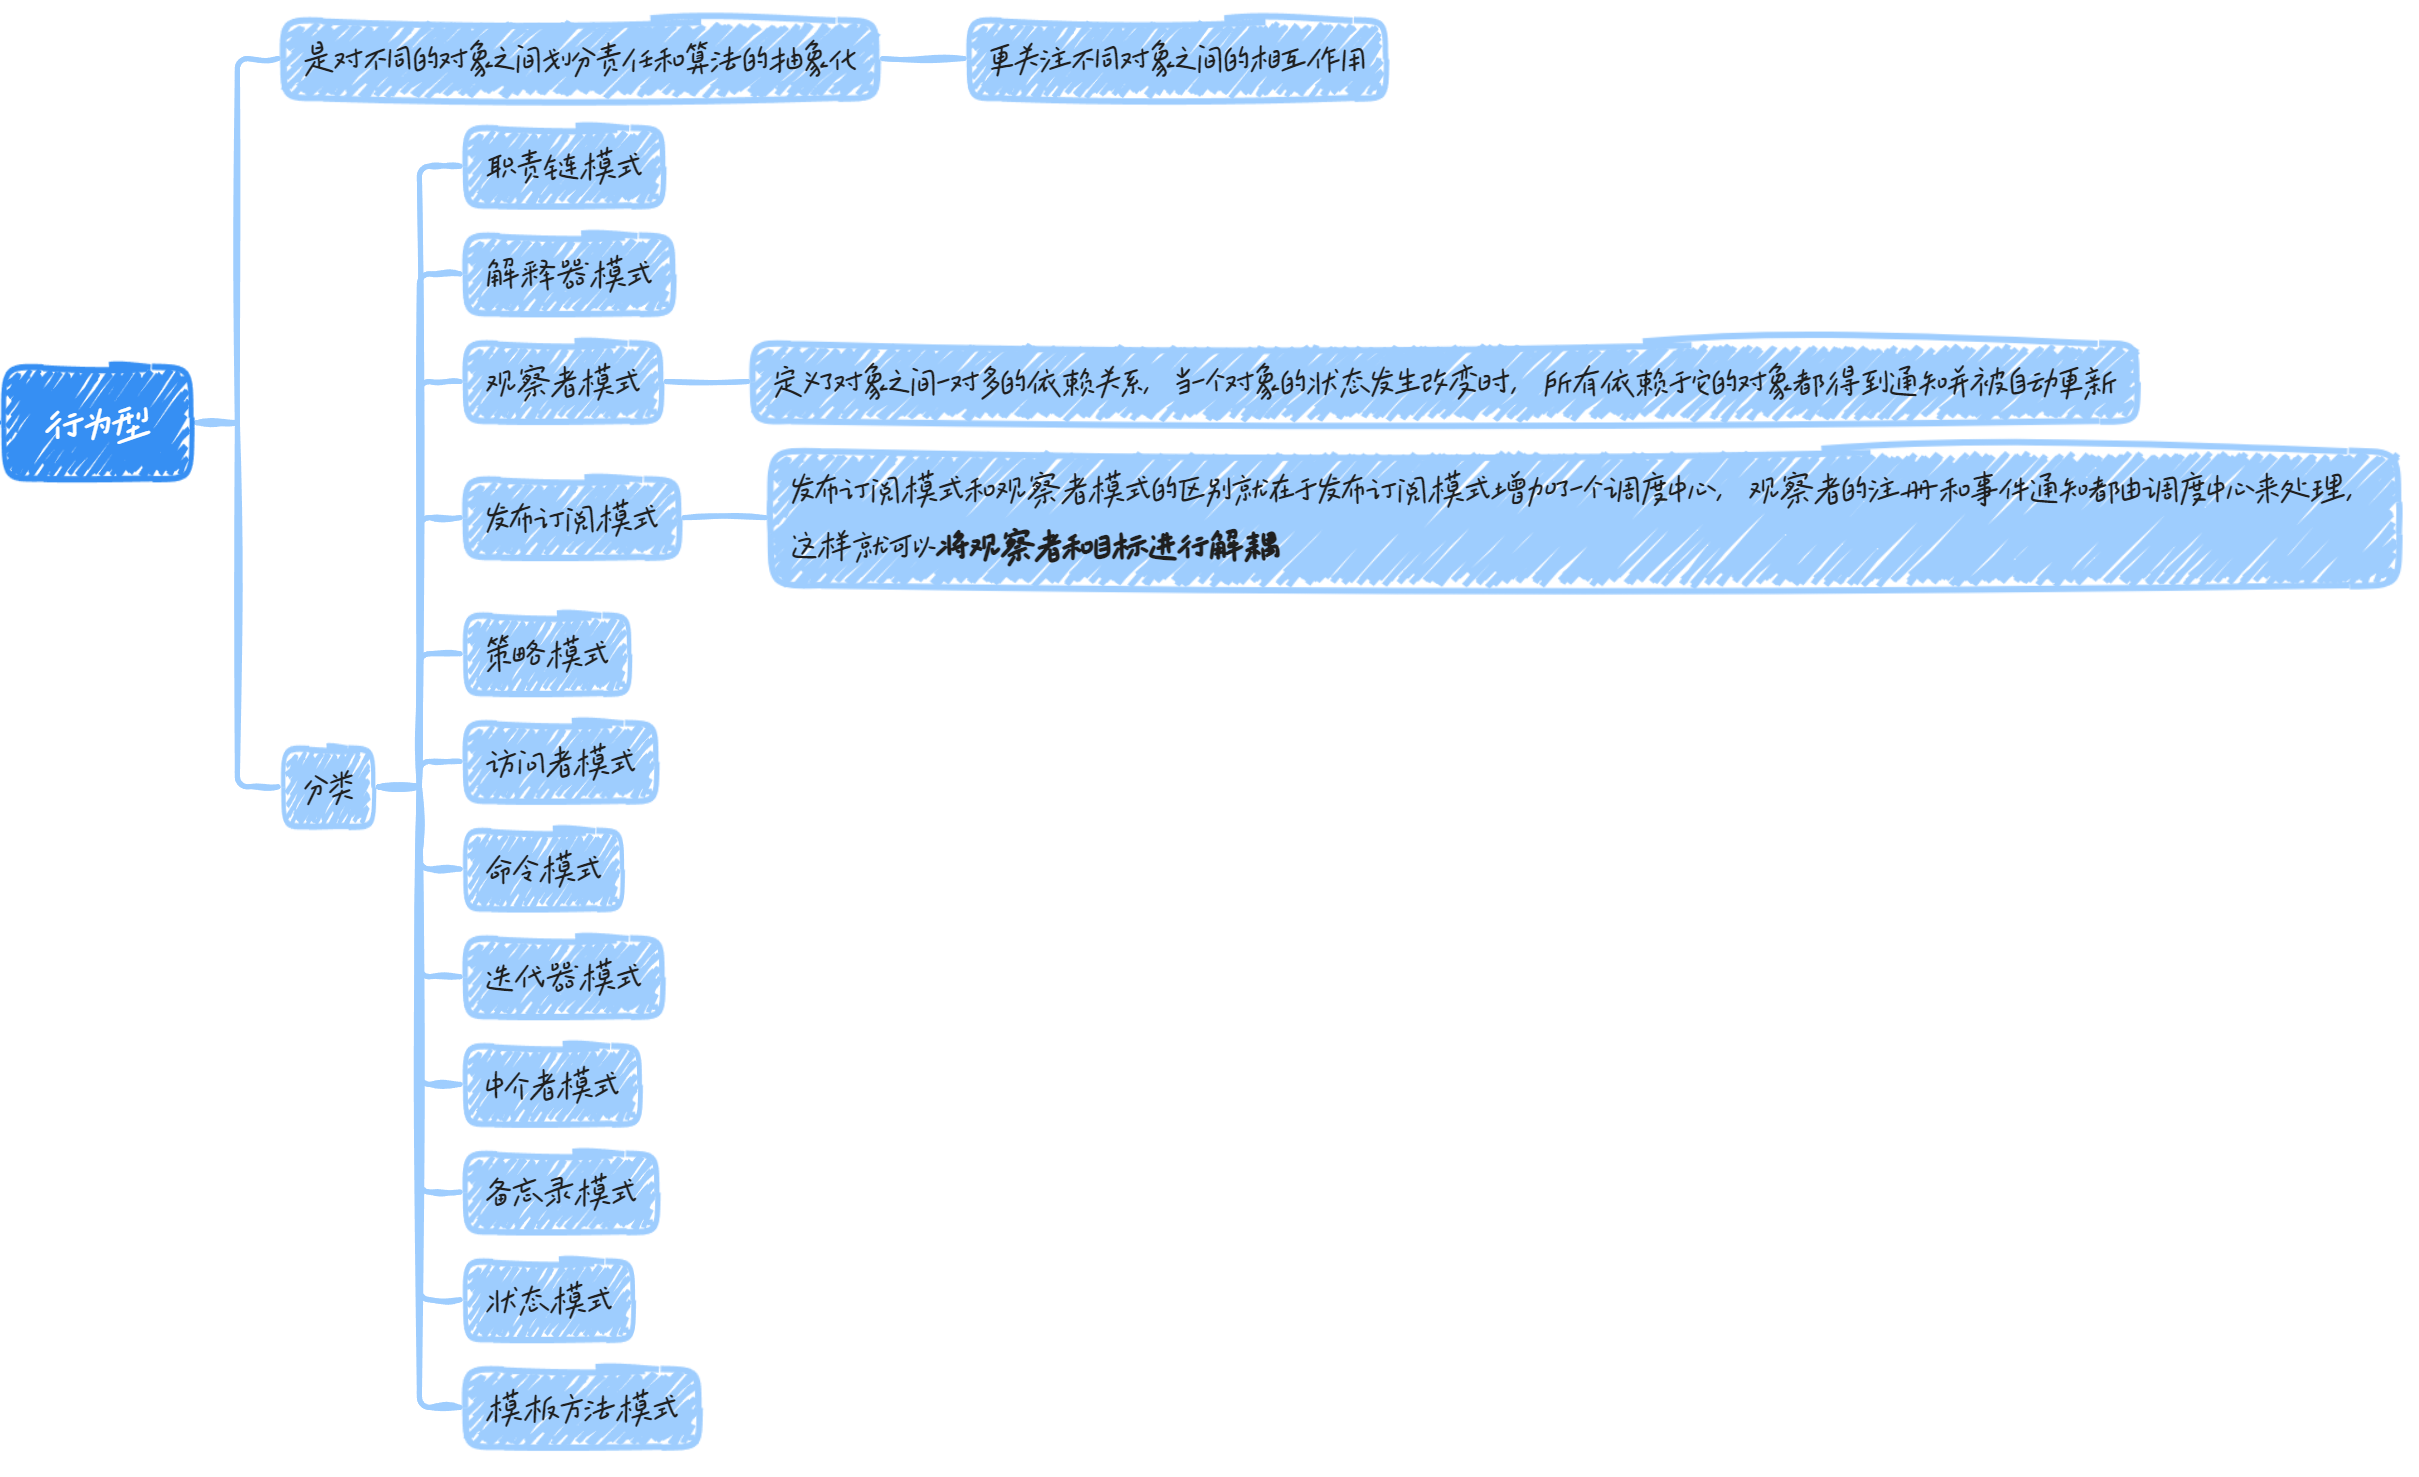 是对不同的对象之间划分责任和算法的抽象化
更关注不同对象之间的相互作用
职责链模式
解释器模式
观察者模式
定义了对象之间一对多的依赖关系, 当一个对象的状态发生改变时, 所有依赖于它的对象都得到通知并被自动更新
行为型
发布订阅模式
发布订阅模式和观察者模式的区别就在于发布订阅模式增加了一个调度中心, 观察者的注册和事件通知都由调度中心来处理,
这样就可以将观察者和目标进行解耦
策略模式
访问者模式
分类
命令模式
迭代器模式
中介者模式
备忘录模式
状态模式
模板方法模式